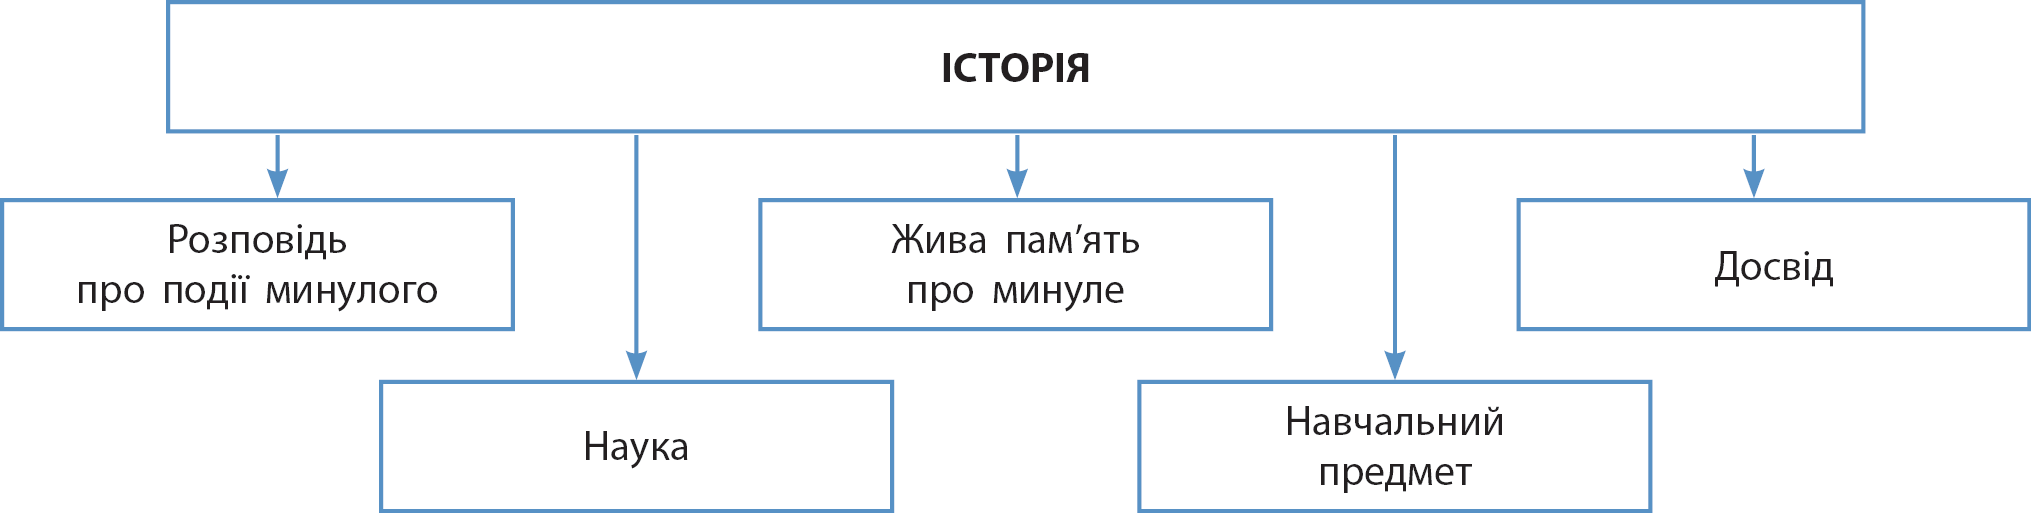 ІСТОРІЯ
Розповідь
про події минулого
Жива пам’ять
про минуле
Досвід
Наука
Навчальний
предмет